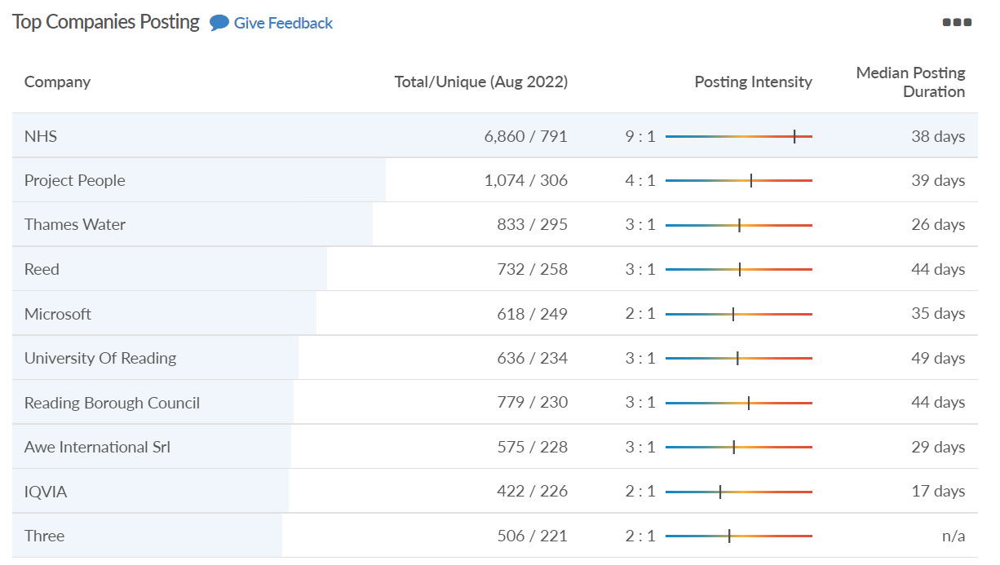 Top Companies Posting Give Feedback
Company Total/Unique (Aug 2022) Posting Intensity Median Posting Duration
NHS 6,860 / 791 9 : 1 38 days
Project People 1,074 / 306 4 : 1 39 days
Thames Water 833 / 295 3 : 1 26 days
Reed 732 / 258 3 : 1 44 days
Microsoft 618 / 249 2 : 1 35 days
University Of Reading 636 / 234 3 : 1 49 days
Reading Borough Council 779 / 230 3 : 1 44 days
Awe International Srl 575 / 228 3 : 1 29 days
IQVIA 422 / 226 2 : 1 17 days
Three 506 / 221 2 : 1 n/a